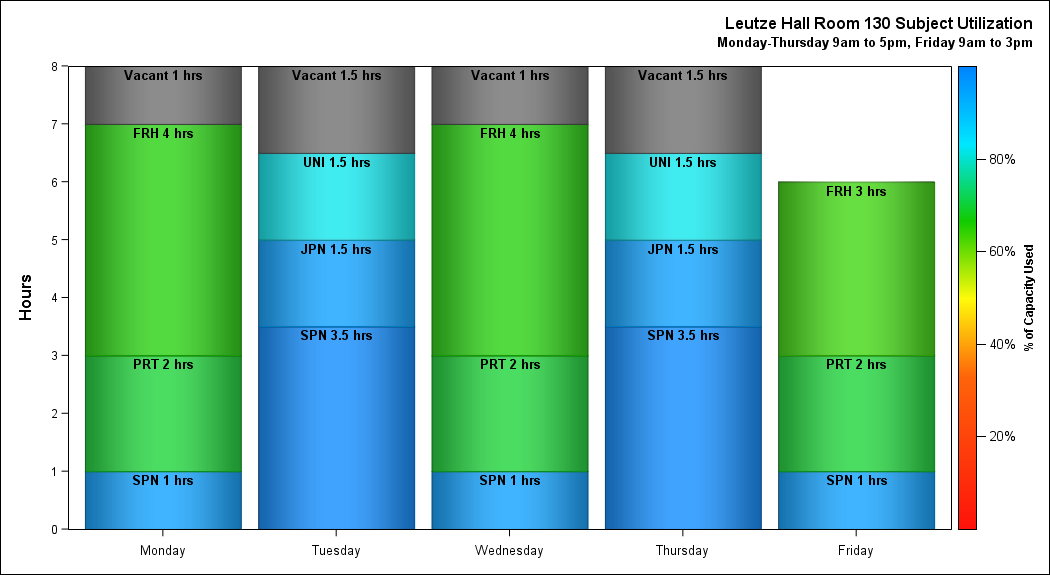 Leutze Hall Room 130 Subject Utilization
Monday-Thursday 9am to 5pm, Friday 9am to 3pm
Hours
8
7
6
5
4
3
2
1
0
Vacant 1 hrs
FRH 4 hrs
PRT 2 hrs
SPN 1 hrs
Vacant 1.5 hrs
UNI 1.5 hrs
JPN 1.5 hrs
SPN 3.5 hrs
Vacant 1 hrs
FRH 4 hrs
PRT 2 hrs
SPN 1 hrs
Vacant 1.5 hrs
UNI 1.5 hrs
JPN 1.5 hrs
SPN 3.5 hrs
FRH 3 hrs
PRT 2 hrs
SPN 1 hrs
Monday
Tuesday
Wednesday
Thursday
Friday
80%
60%
40%
20%
% of Capacity Used